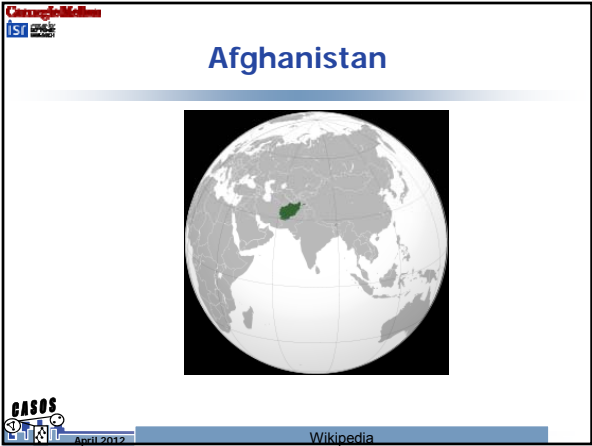 Carnegie Mellon
isr
Afghanistan
CASOS
April 2012
Wikipedia